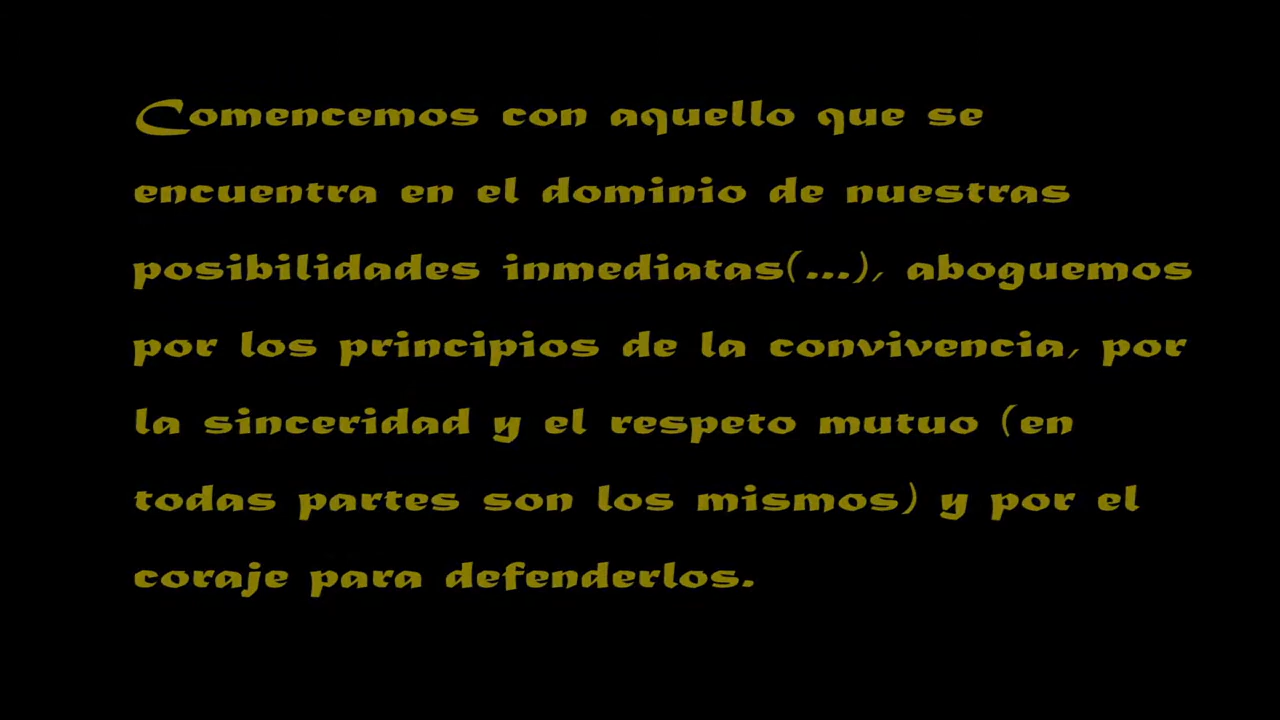 Comencemos con aquello que se
encuentra en el dominio de nuestras
posibilidades inmediatas(...), aboguemos
por los principios de la convivencia, por
la sinceridad y el respeto mutuo (en
todas partes son los mismos) y por el
coraje para defenderlos.